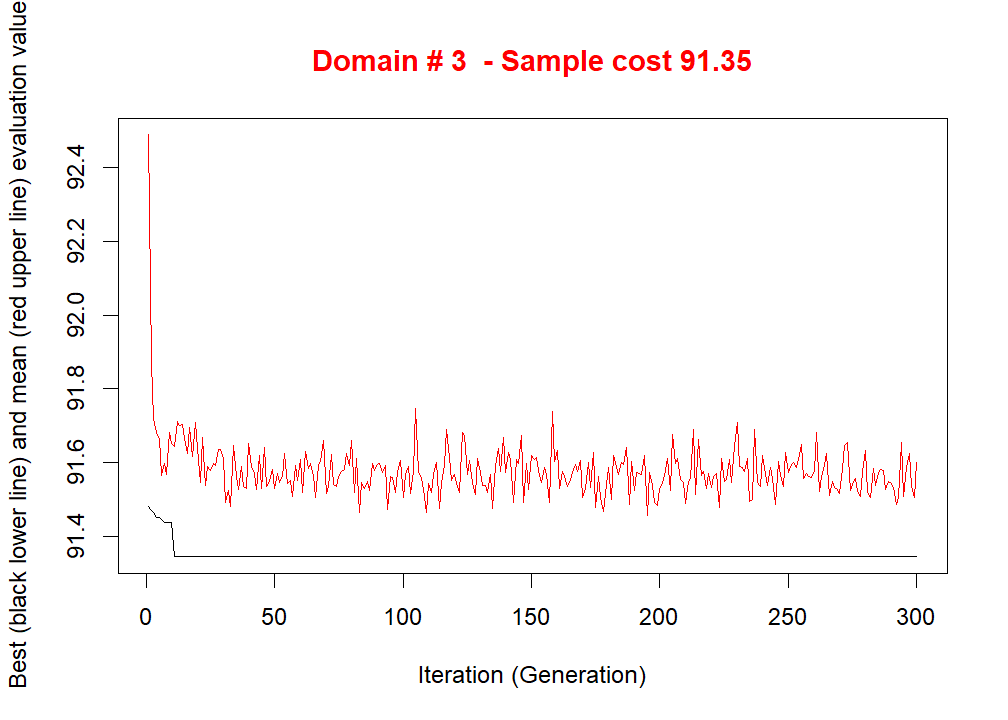 Domain # 3  - Sample cost 91.35
Best (black lower line) and mean (red upper line) evaluation value
92.4
92.2
92.0
91.8
91.6
91.4
0 50 100 150 200 250 300
Iteration (Generation)